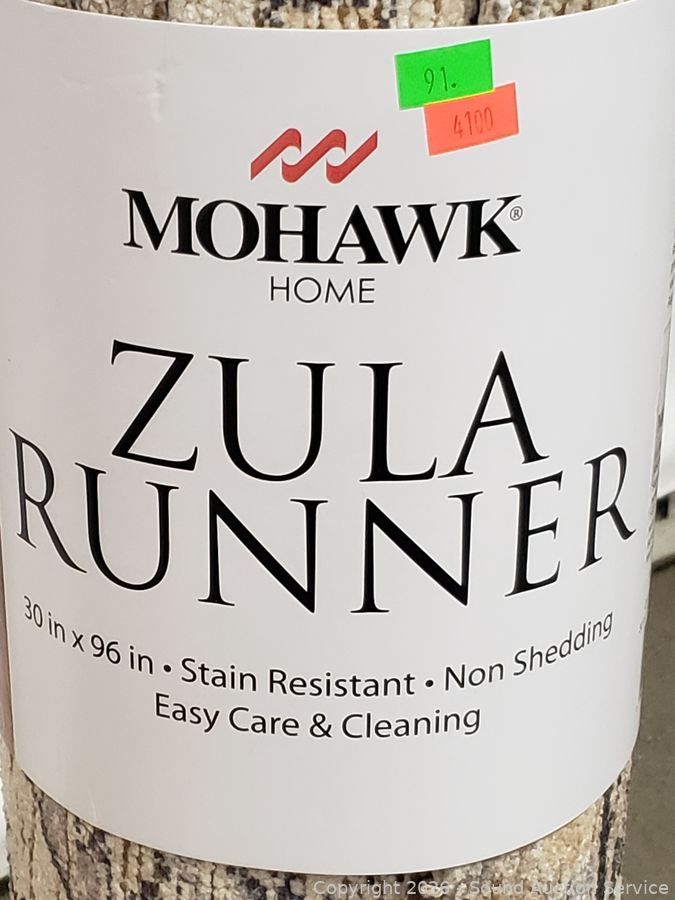 91.
4100
MOHAWK®
HOME
ZULA
RUNNER
30 in x 96 in • Stain Resistant • Non Shedding
Easy Care & Cleaning
Sound Auction Service